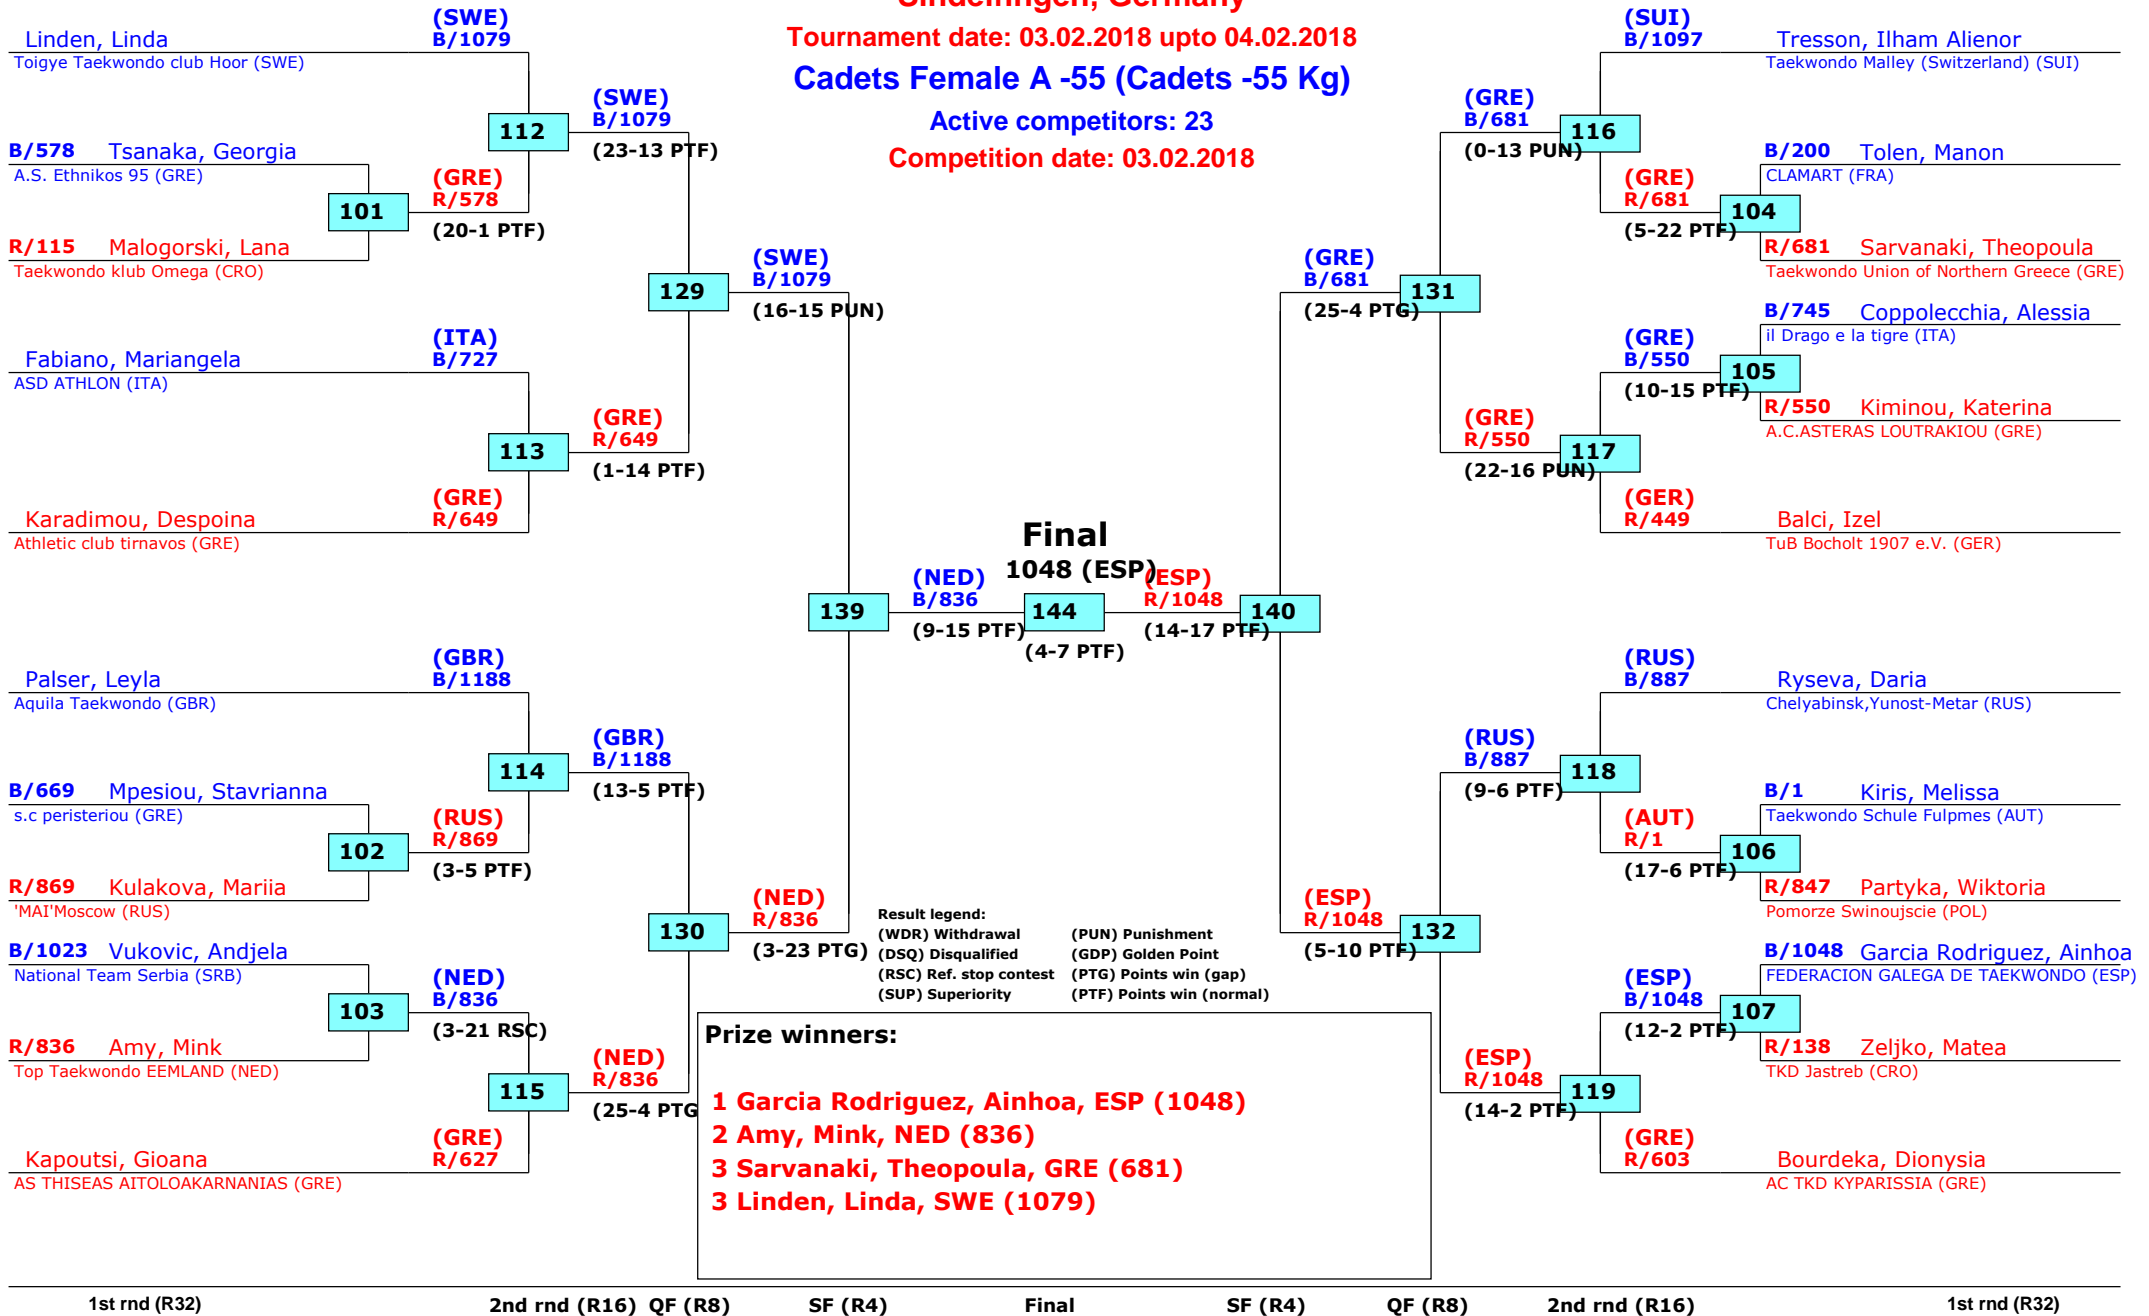 Sindelfingen, Germany
Tournament date: 03.02.2018 upto 04.02.2018
Cadets Female A -55 (Cadets -55 Kg)
Active competitors: 23
Competition date: 03.02.2018
Linden, Linda
Toigye Taekwondo club Hoor (SWE)
(SWE)
B/1079
B/578 Tsanaka, Georgia
A.S. Ethnikos 95 (GRE)
101
R/115 Malogorski, Lana
Taekwondo klub Omega (CRO)
(GRE)
R/578
(20-1 PTF)
112
(SWE)
B/1079
(23-13 PTF)
Fabiano, Mariangela
ASD ATHLON (ITA)
(ITA)
B/727
113
Karadimou, Despoina
Athletic club tirnavos (GRE)
(GRE)
R/649
(GRE)
R/649
(1-14 PTF)
129
(SWE)
B/1079
(16-15 PUN)
Palser, Leyla
Aquila Taekwondo (GBR)
(GBR)
B/1188
B/669 Mpesiou, Stavrianna
s.c peristeriou (GRE)
102
R/869 Kulakova, Mariia
'MAI'Moscow (RUS)
(RUS)
R/869
(3-5 PTF)
114
(GBR)
B/1188
(13-5 PTF)
B/1023 Vukovic, Andjela
National Team Serbia (SRB)
103
R/836 Amy, Mink
Top Taekwondo EEMLAND (NED)
(NED)
B/836
(3-21 RSC)
115
Kapoutsi, Gioana
AS THISEAS AITOLOAKARNANIAS (GRE)
(GRE)
R/627
(NED)
R/836
(25-4 PTG
130
(NED)
R/836
(3-23 PTG)
139
(NED)
B/836
(9-15 PTF)
Final
1048 (ESP)
144
(4-7 PTF)
(ESP)
R/1048
(14-17 PTF)
140
(GRE)
B/681
(25-4 PTG)
131
(GRE)
B/681
(0-13 PUN)
116
(SUI)
B/1097
Tresson, Ilham Alienor
Taekwondo Malley (Switzerland) (SUI)
B/200 Tolen, Manon
CLAMART (FRA)
(GRE)
R/681
(5-22 PTF)
104
R/681 Sarvanaki, Theopoula
Taekwondo Union of Northern Greece (GRE)
B/745 Coppolecchia, Alessia
il Drago e la tigre (ITA)
(GRE)
B/550
(10-15 PTF)
105
R/550 Kiminou, Katerina
A.C.ASTERAS LOUTRAKIOU (GRE)
(GRE)
R/550
(22-16 PUN)
117
(GER)
R/449
Balci, Izel
TuB Bocholt 1907 e.V. (GER)
(RUS)
B/887
Ryseva, Daria
Chelyabinsk,Yunost-Metar (RUS)
(RUS)
B/887
(9-6 PTF)
118
B/1 Kiris, Melissa
Taekwondo Schule Fulpmes (AUT)
(AUT)
R/1
(17-6 PTF)
106
R/847 Partyka, Wiktoria
Pomorze Swinoujscie (POL)
(ESP)
R/1048
(5-10 PTF)
132
B/1048 Garcia Rodriguez, Ainhoa
FEDERACION GALEGA DE TAEKWONDO (ESP)
(ESP)
B/1048
(12-2 PTF)
107
R/138 Zeljko, Matea
TKD Jastreb (CRO)
(ESP)
R/1048
(14-2 PTF)
119
(GRE)
R/603
Bourdeka, Dionysia
AC TKD KYPARISSIA (GRE)
Result legend:
(WDR) Withdrawal (PUN) Punishment
(DSQ) Disqualified (GDP) Golden Point
(RSC) Ref. stop contest (PTG) Points win (gap)
(SUP) Superiority (PTF) Points win (normal)
Prize winners:
1 Garcia Rodriguez, Ainhoa, ESP (1048)
2 Amy, Mink, NED (836)
3 Sarvanaki, Theopoula, GRE (681)
3 Linden, Linda, SWE (1079)
1st rnd (R32) 2nd rnd (R16) QF (R8) SF (R4) Final SF (R4) QF (R8) 2nd rnd (R16) 1st rnd (R32)